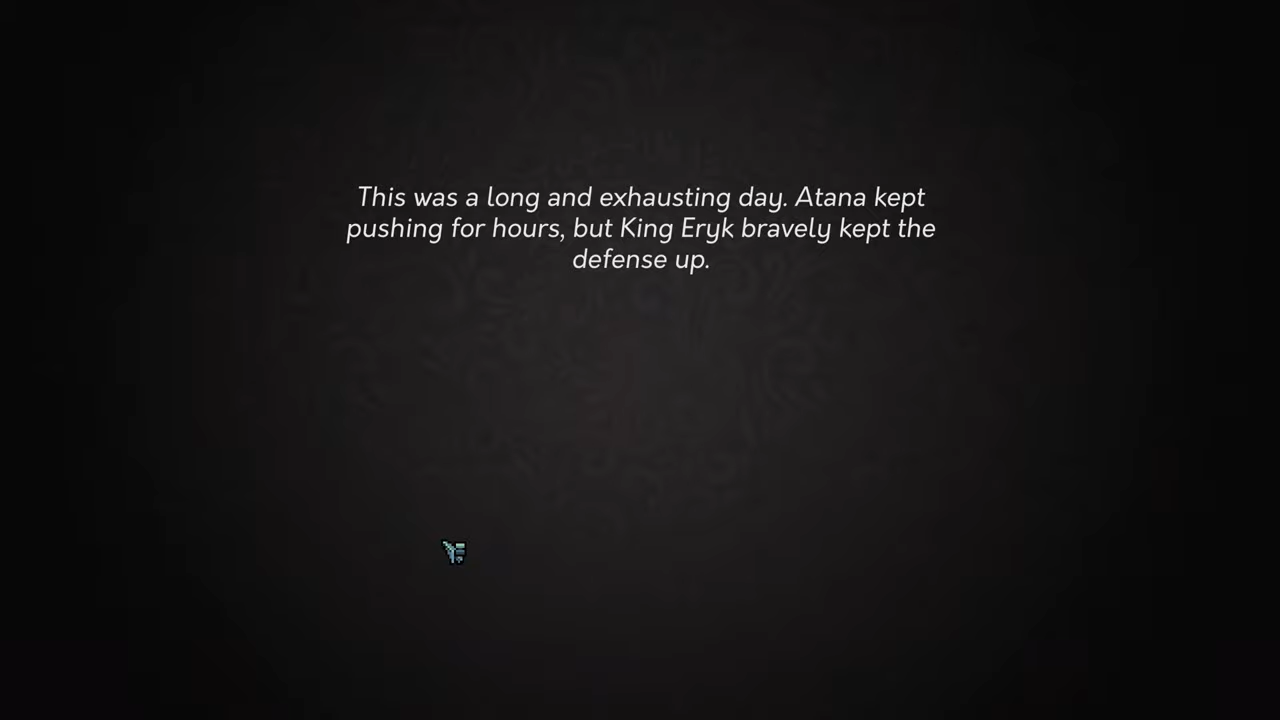 This was a long and exhausting day. Atana kept
pushing for hours, but King Eryk bravely kept the
defense up.